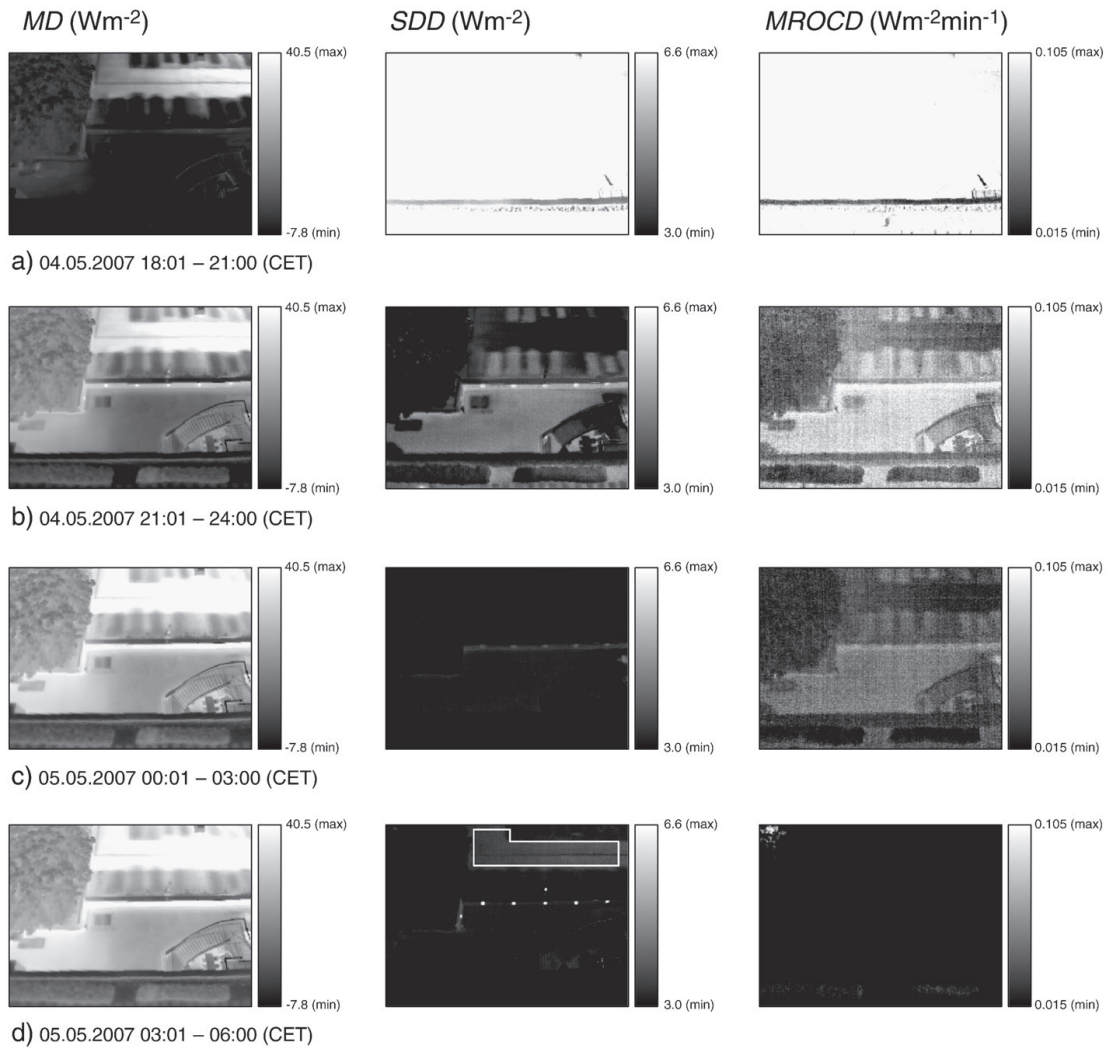 MD (Wm-2)
SDD (Wm-2)
MROCD (Wm-2min-1)
40.5 (max)
-7.8 (min)
6.6 (max)
3.0 (min)
0.105 (max)
0.015 (min)
a) 04.05.2007 18:01 – 21:00 (CET)
40.5 (max)
-7.8 (min)
6.6 (max)
3.0 (min)
0.105 (max)
0.015 (min)
b) 04.05.2007 21:01 – 24:00 (CET)
40.5 (max)
-7.8 (min)
6.6 (max)
3.0 (min)
0.105 (max)
0.015 (min)
c) 05.05.2007 00:01 – 03:00 (CET)
40.5 (max)
-7.8 (min)
6.6 (max)
3.0 (min)
0.105 (max)
0.015 (min)
d) 05.05.2007 03:01 – 06:00 (CET)